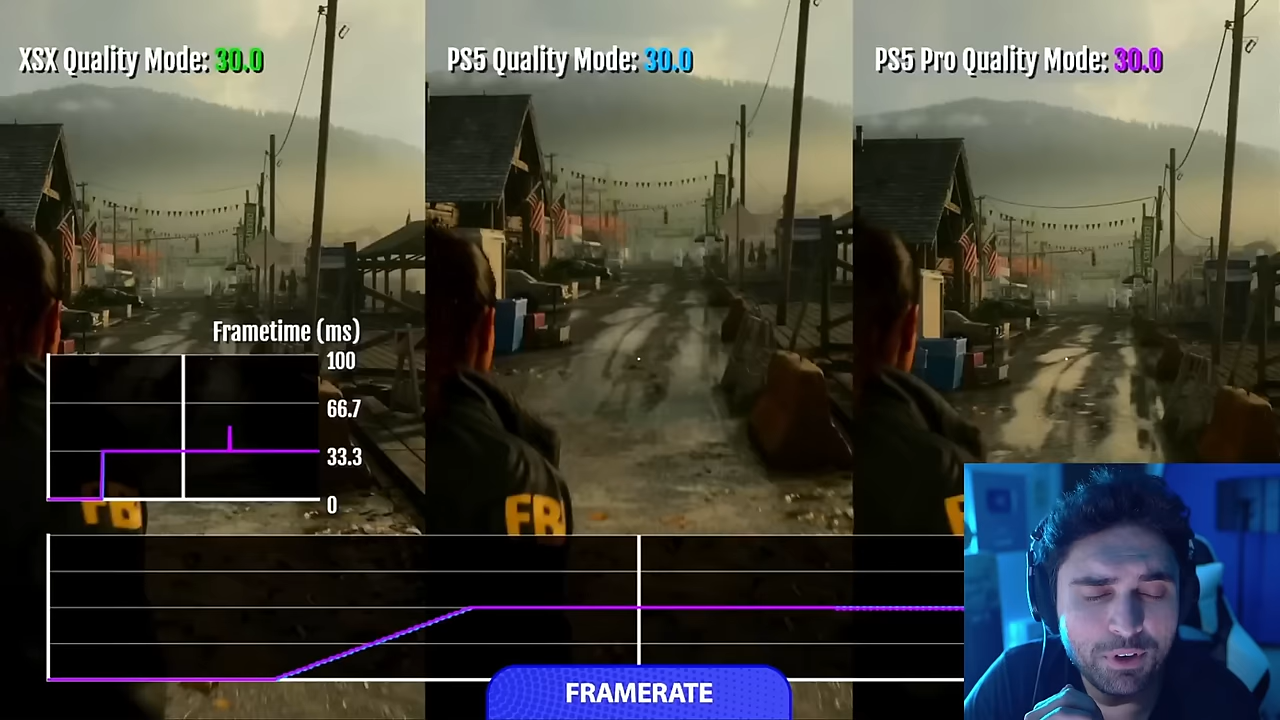 XSX Quality Mode: 30.0
PS5 Quality Mode: 30.0
PS5 Pro Quality Mode: 30.0
Frametime (ms)
100
66.7
33.3
0
FB
FB
FRAMERATE